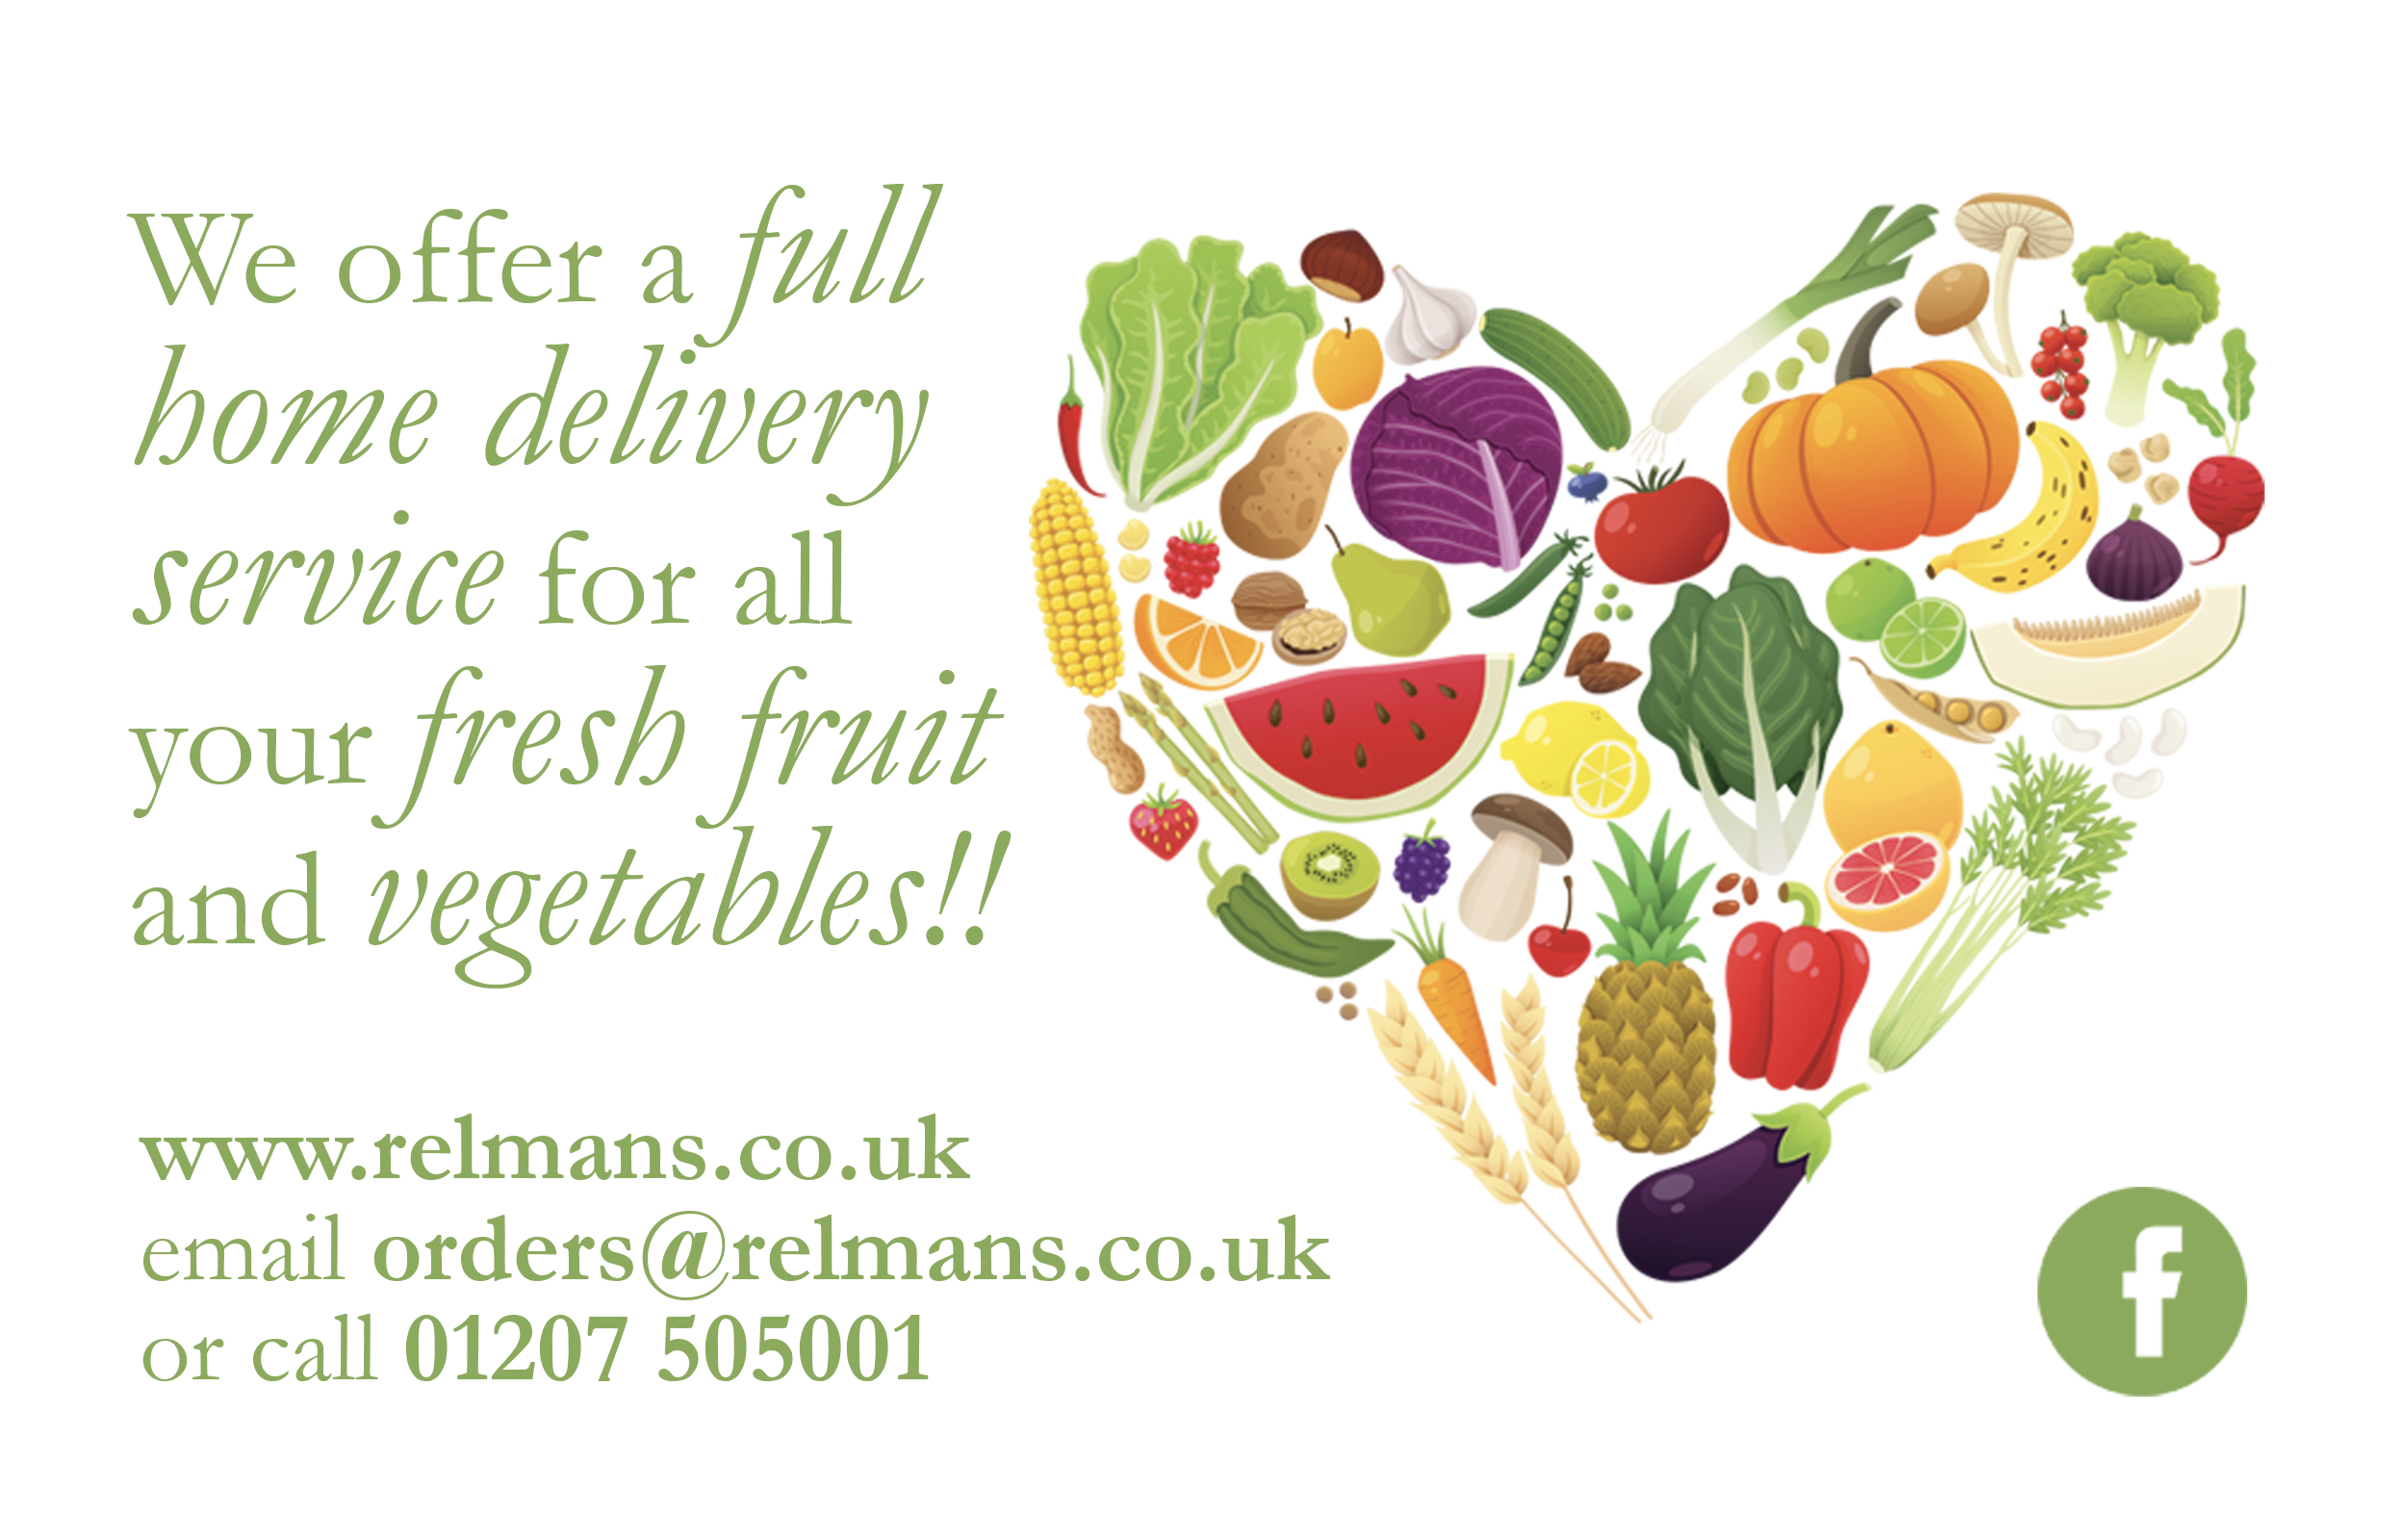 We offer a full
home delivery
service for all
your fresh fruit
and vegetables!!
www.relmans.co.uk
email orders@relmans.co.uk
or call 01207 505001
f